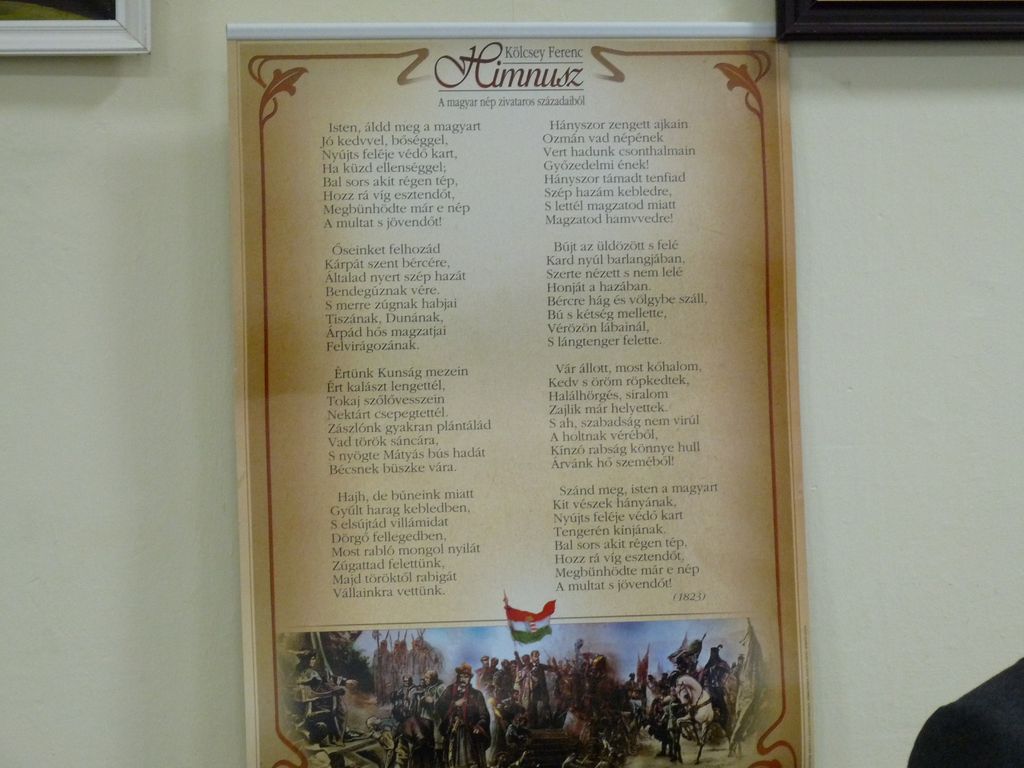 Kölcsey Ferenc
Himnusz
A magyar nép zivataros századaiból
Isten, áldd meg a magyart
Jó kedvvel, bőséggel,
Nyújts feléje védő kart,
Ha küzd ellenséggel;
Bal sors akit régen tép,
Hozz rá víg esztendőt,
Megbűnhődte már e nép
A multat s jövendőt!
Őseinket felhozád
Kárpát szent bércére,
Általad nyert szép hazát
Bendegúznak vére.
S merre zúgnak habjai
Tiszának, Dunának,
Árpád hős magzatjai
Felvirágozának.
Értünk Kunság mezein
Ért kalászt lengettél,
Tokaj szőlővesszein
Nektárt csepegtettél.
Zászlónk gyakran plántálád
Vad török sáncára,
S nyögte Mátyás bús hadát
Bécsnek büszke vára.
Hajh, de bűneink miatt
Gyúlt harag kebledben,
S elsújtád villámidat
Dörgő fellegedben,
Most rabló mongol nyilát
Zúgattad felettünk,
Majd töröktől rabigát
Vállainkra vettünk.
Hányszor zengett ajkain
Ozmán vad népének
Vert hadunk csonthalmain
Győzedelmi ének!
Hányszor támadt tenfiad
Szép hazám kebledre,
S lettél magzatod miatt
Magzatod hamvvedre!
Bújt az üldözött s felé
Kard nyúl barlangjában,
Szerte nézett s nem lelé
Honját a hazában.
Bércre hág és völgybe száll,
Bú s kétség mellette,
Vérözön lábainál,
S lángtenger felette.
Vár állott, most kőhalom,
Kedv s öröm röpkedtek,
Halálhörgés, siralom
Zajlik már helyettek.
S ah, szabadság nem virúl
A holtnak véréből,
Kínzó rabság könnye hull
Árvánk hő szeméből!
Szánd meg, isten a magyart
Kit vészek hányának,
Nyújts feléje védő kart
Tengerén kínjának.
Bal sors akit régen tép,
Hozz rá víg esztendőt,
Megbűnhődte már e nép
A multat s jövendőt!
(1823)